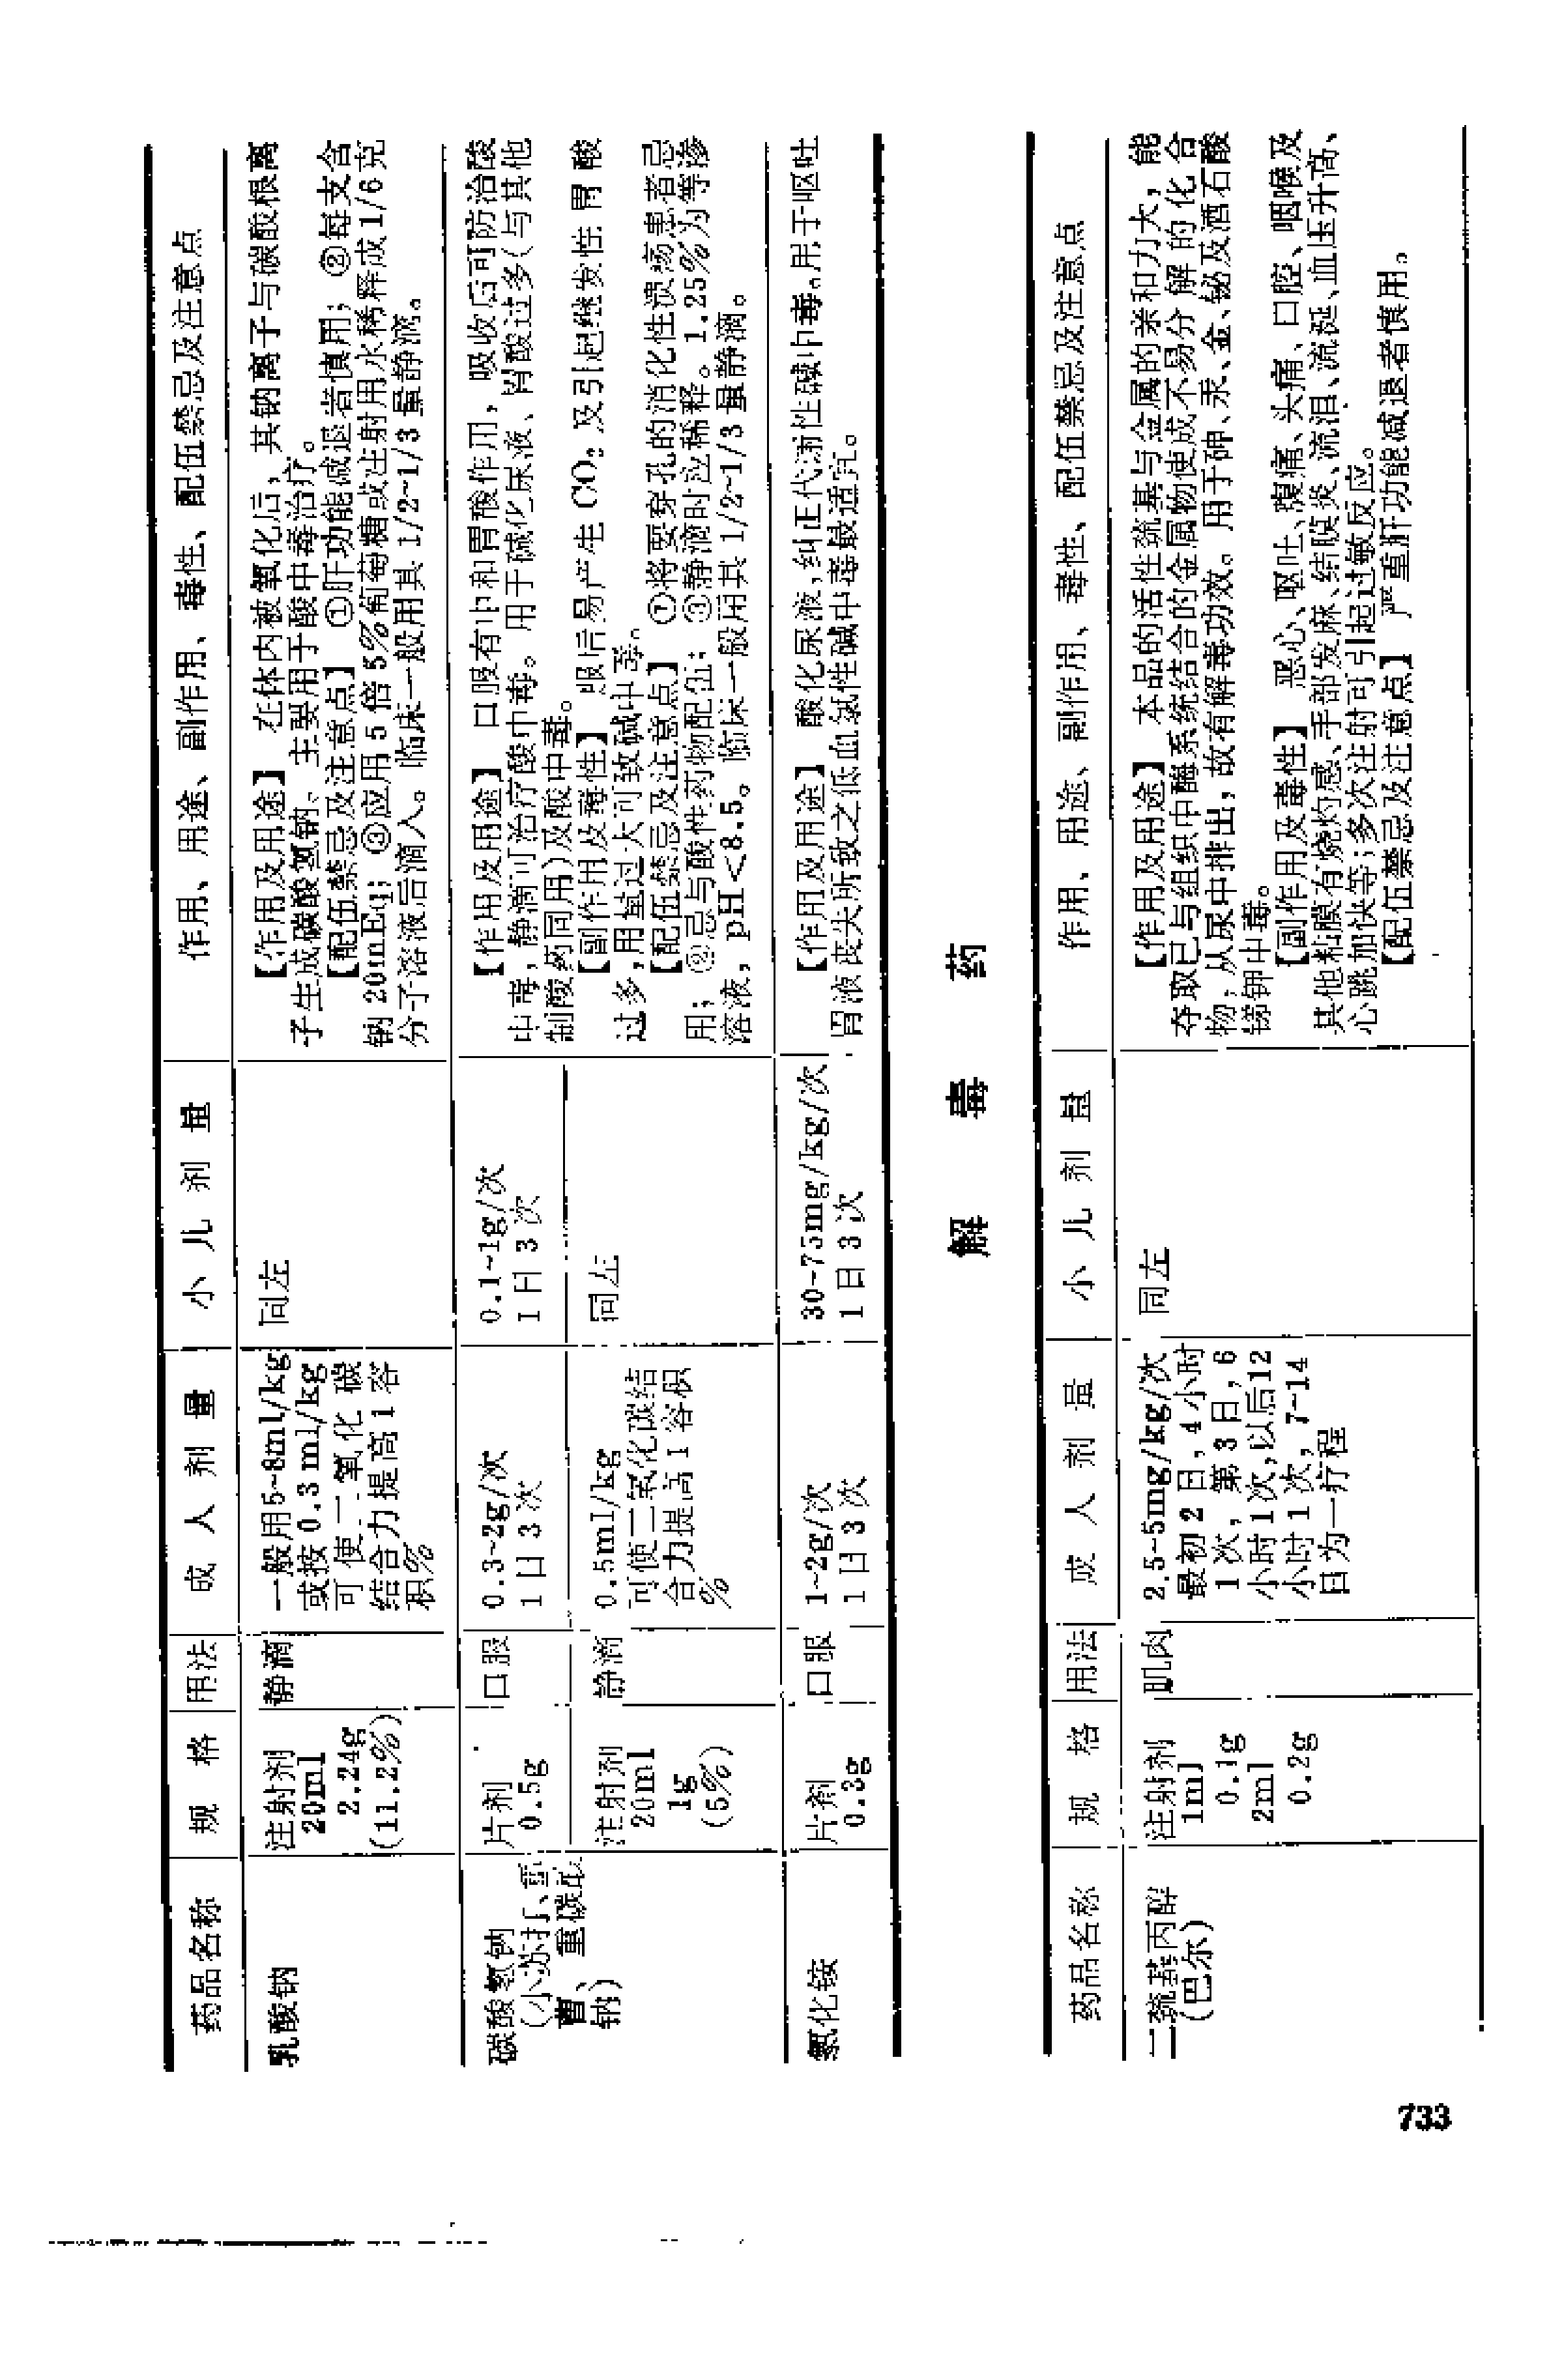 药品名称 规格 用法 成人剂量 小儿剂量 作用、用途、副作用、毒性、配伍禁忌及注意点
乳酸钠
注射剂
20ml
2.24g
(11.2%)
静滴
一般用5~8ml/kg
或按0.3ml/kg
可使二氧化碳
结合力提高1容
积%
同左
【作用及用途】 在体内被氧化后，其钠离子与碳酸根离
子生成碳酸氢钠、主要用于酸中毒治疗。
【配伍禁忌及注意点】 ①肝功能减退者慎用；②每支含
钠20mEq；③应用5倍5%葡萄糖或注射用水稀释成1/6克
分子溶液后滴入。临床一般用其1/2~1/3量静滴。
碳酸氢钠
(小苏打、重
曹、重碳酸
钠)
片剂
0.5g
口服
0.3~2g/次
1日3次
0.1~1g/次
1日3次
注射剂
20ml
1g
(5%)
静滴
0.5ml/kg
可使二氧化碳结
合力提高1容积
%
同左
【作用及用途】 口服有中和胃酸作用，吸收后可防治酸
中毒，静滴可治疗酸中毒。用于碱化尿液、胃酸过多(与其他
制酸药同用)及酸中毒。
【副作用及毒性】 服后易产生CO₂及引起继发性胃酸
过多，用量过大可致碱中毒。
【配伍禁忌及注意点】 ①将要穿孔的消化性溃疡患者忌
用；②忌与酸性药物配伍；③静滴时应稀释。1.25%为等渗
溶液，pH<8.5。临床一般用其1/2~1/3量静滴。
氯化铵
片剂
0.3g
口服
1~2g/次
1日3次
30~75mg/kg/次
1日3次
【作用及用途】 酸化尿液，纠正代谢性碱中毒。用于呕吐
胃液丧失所致之低血氯性碱中毒最适宜。
解毒药
药品名称 规格 用法 成人剂量 小儿剂量 作用、用途、副作用、毒性、配伍禁忌及注意点
二巯基丙醇
(巴尔)
注射剂
1ml
0.1g
2ml
0.2g
肌肉
2.5~5mg/kg/次
最初2日，4小时
1次，第3日，6
小时1次，以后12
小时1次，7~14
日为一疗程
同左
【作用及用途】 本品的活性巯基与金属的亲和力大，能
夺取已与组织中酶系统结合的金属物使成不易分解的化合
物，从尿中排出，故有解毒功效。用于砷、汞、金、铋及酒石酸
锑钾中毒。
【副作用及毒性】 恶心、呕吐、腹痛、头痛、口腔、咽喉及
其他粘膜有烧灼感、手部发麻、结膜炎、流泪、流涎、血压升高、
心跳加快等；多次注射可引起过敏反应。
【配伍禁忌及注意点】 严重肝功能减退者慎用。
733